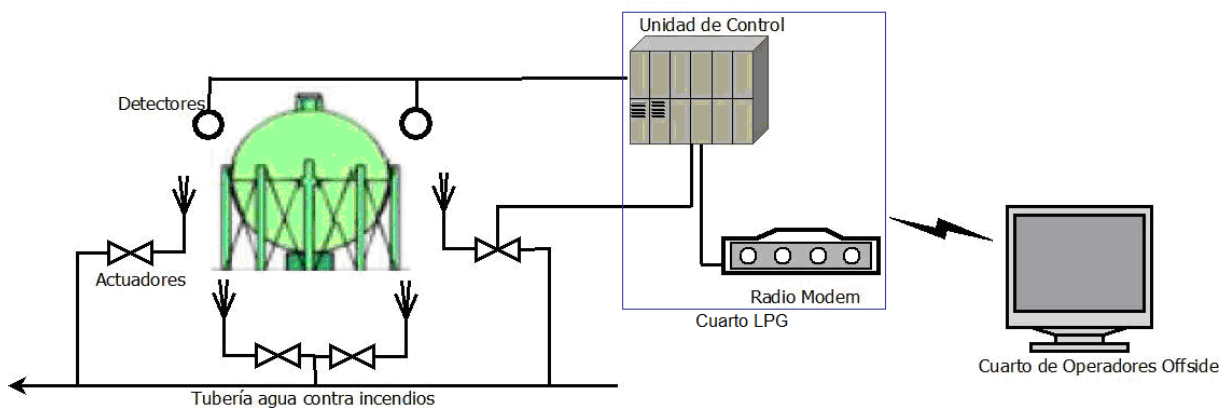 Unidad de Control
Detectores
Actuadores
Radio Modem
Cuarto LPG
Cuarto de Operadores Offside
Tubería agua contra incendios